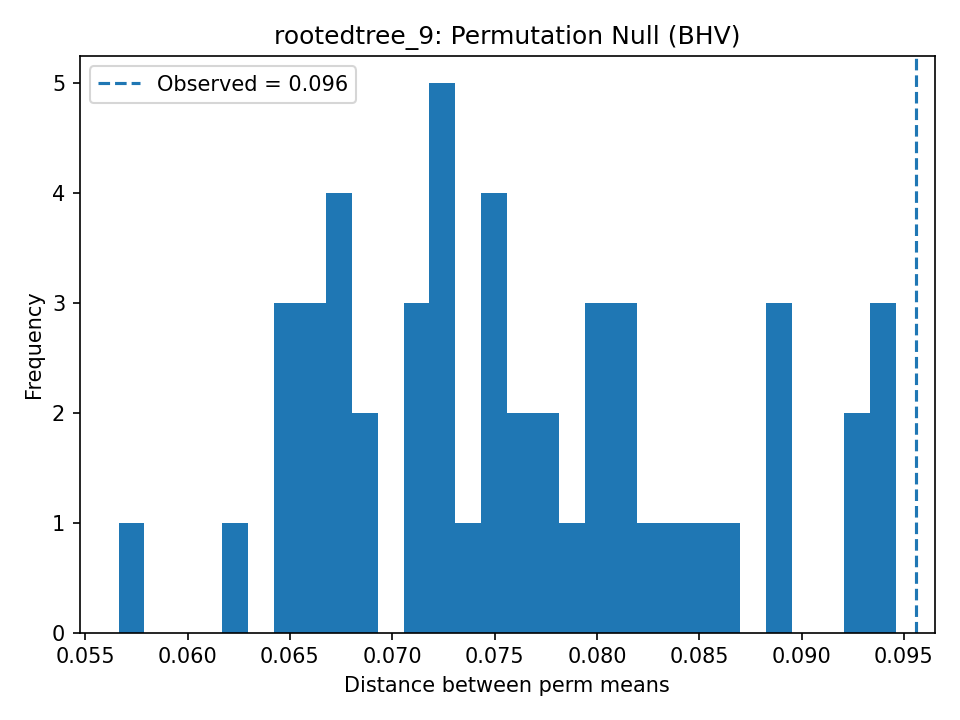 rootedtree_9: Permutation Null (BHV)
Observed = 0.096
5
4
3
2
1
0
Frequency
0.055 0.060 0.065 0.070 0.075 0.080 0.085 0.090 0.095
Distance between perm means